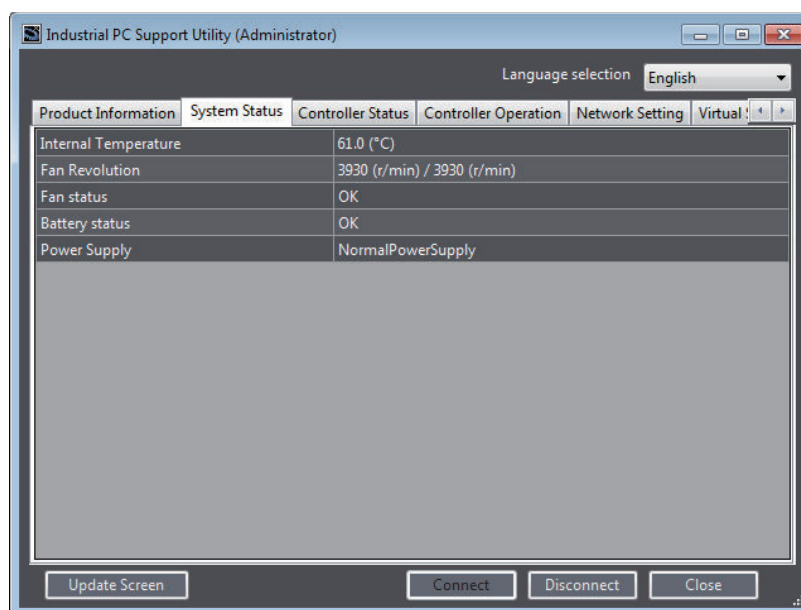 Industrial PC Support Utility (Administrator)
Language selection English
Product Information System Status Controller Status Controller Operation Network Setting Virtual
Internal Temperature 61.0 (°C)
Fan Revolution 3930 (r/min) / 3930 (r/min)
Fan status OK
Battery status OK
Power Supply NormalPowerSupply
Update Screen Connect Disconnect Close